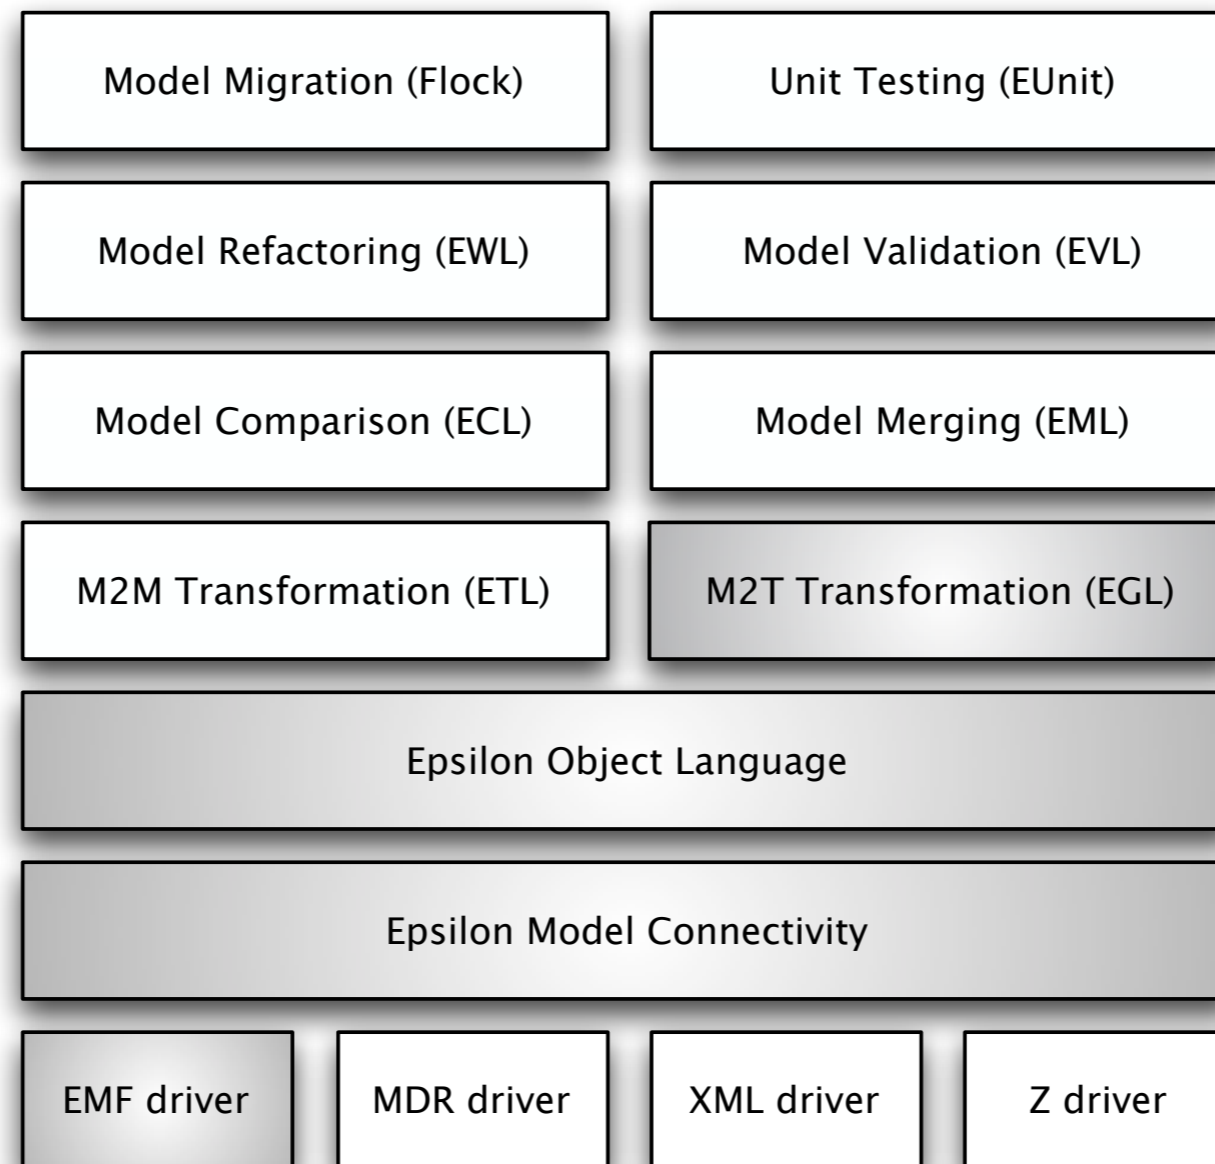 Model Migration (Flock)
Unit Testing (EUnit)
Model Refactoring (EWL)
Model Validation (EVL)
Model Comparison (ECL)
Model Merging (EML)
M2M Transformation (ETL)
M2T Transformation (EGL)
Epsilon Object Language
Epsilon Model Connectivity
EMF driver
MDR driver
XML driver
Z driver